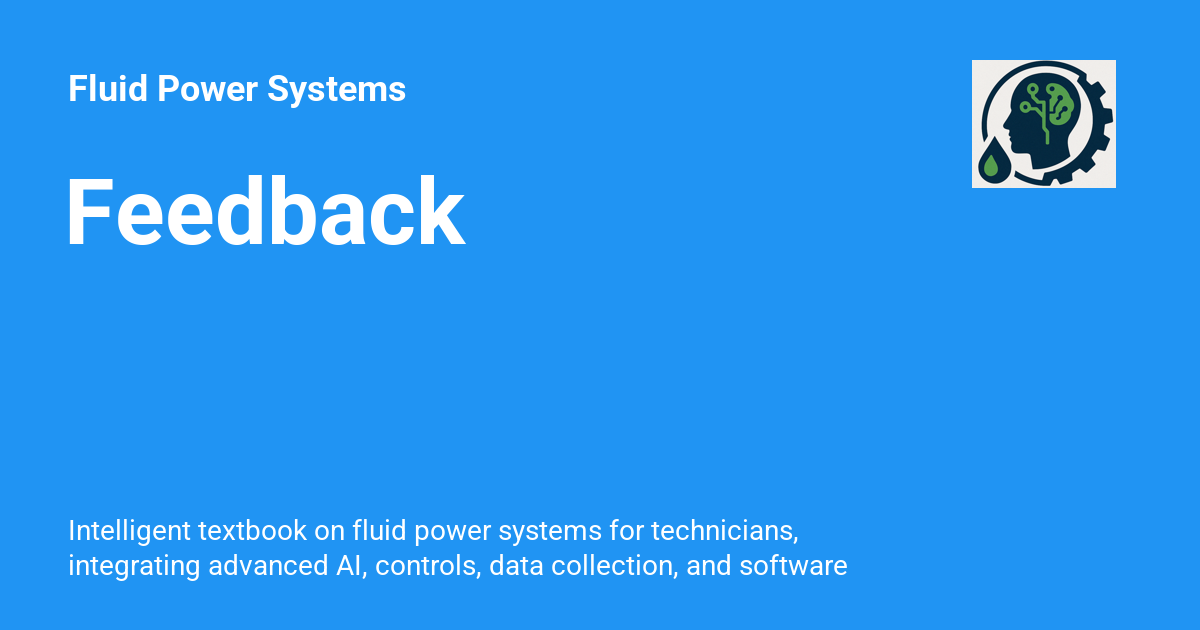 Fluid Power Systems
Feedback
Intelligent textbook on fluid power systems for technicians,
integrating advanced AI, controls, data collection, and software